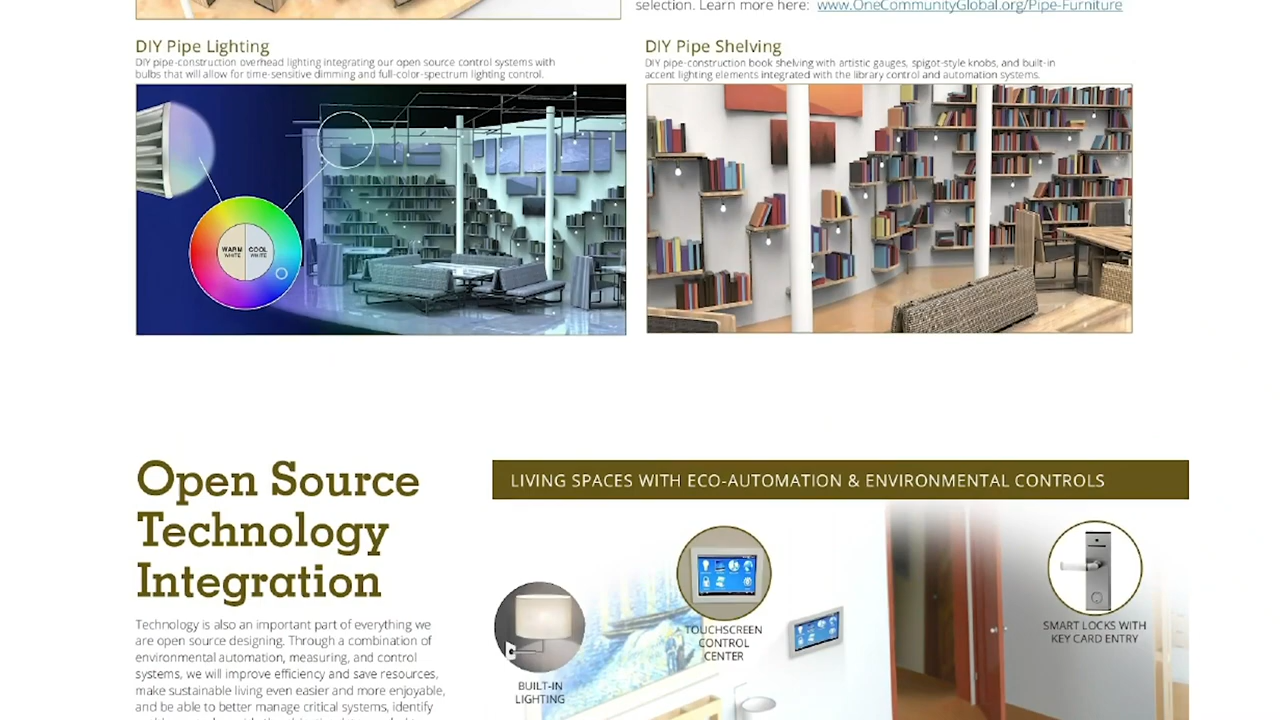 selection. Learn more here: www.OneCommunityGlobal.org/Pipe-Furniture
DIY Pipe Lighting
DIY pipe-construction overhead lighting integrating our open source control systems with
bulbs that will allow for time-sensitive dimming and full-color-spectrum lighting control.
DIY Pipe Shelving
DIY pipe-construction book shelving with artistic gauges, spigot-style knobs, and built-in
accent lighting elements integrated with the library control and automation systems.
WARM
WHITE
COOL
WHITE
Open Source
Technology
Integration
Technology is also an important part of everything we
are open source designing. Through a combination of
environmental automation, measuring, and control
systems, we will improve efficiency and save resources,
make sustainable living even easier and more enjoyable,
and be able to better manage critical systems, identify
LIVING SPACES WITH ECO-AUTOMATION & ENVIRONMENTAL CONTROLS
BUILT-IN
LIGHTING
TOUCHSCREEN
CONTROL
CENTER
SMART LOCKS WITH
KEY CARD ENTRY